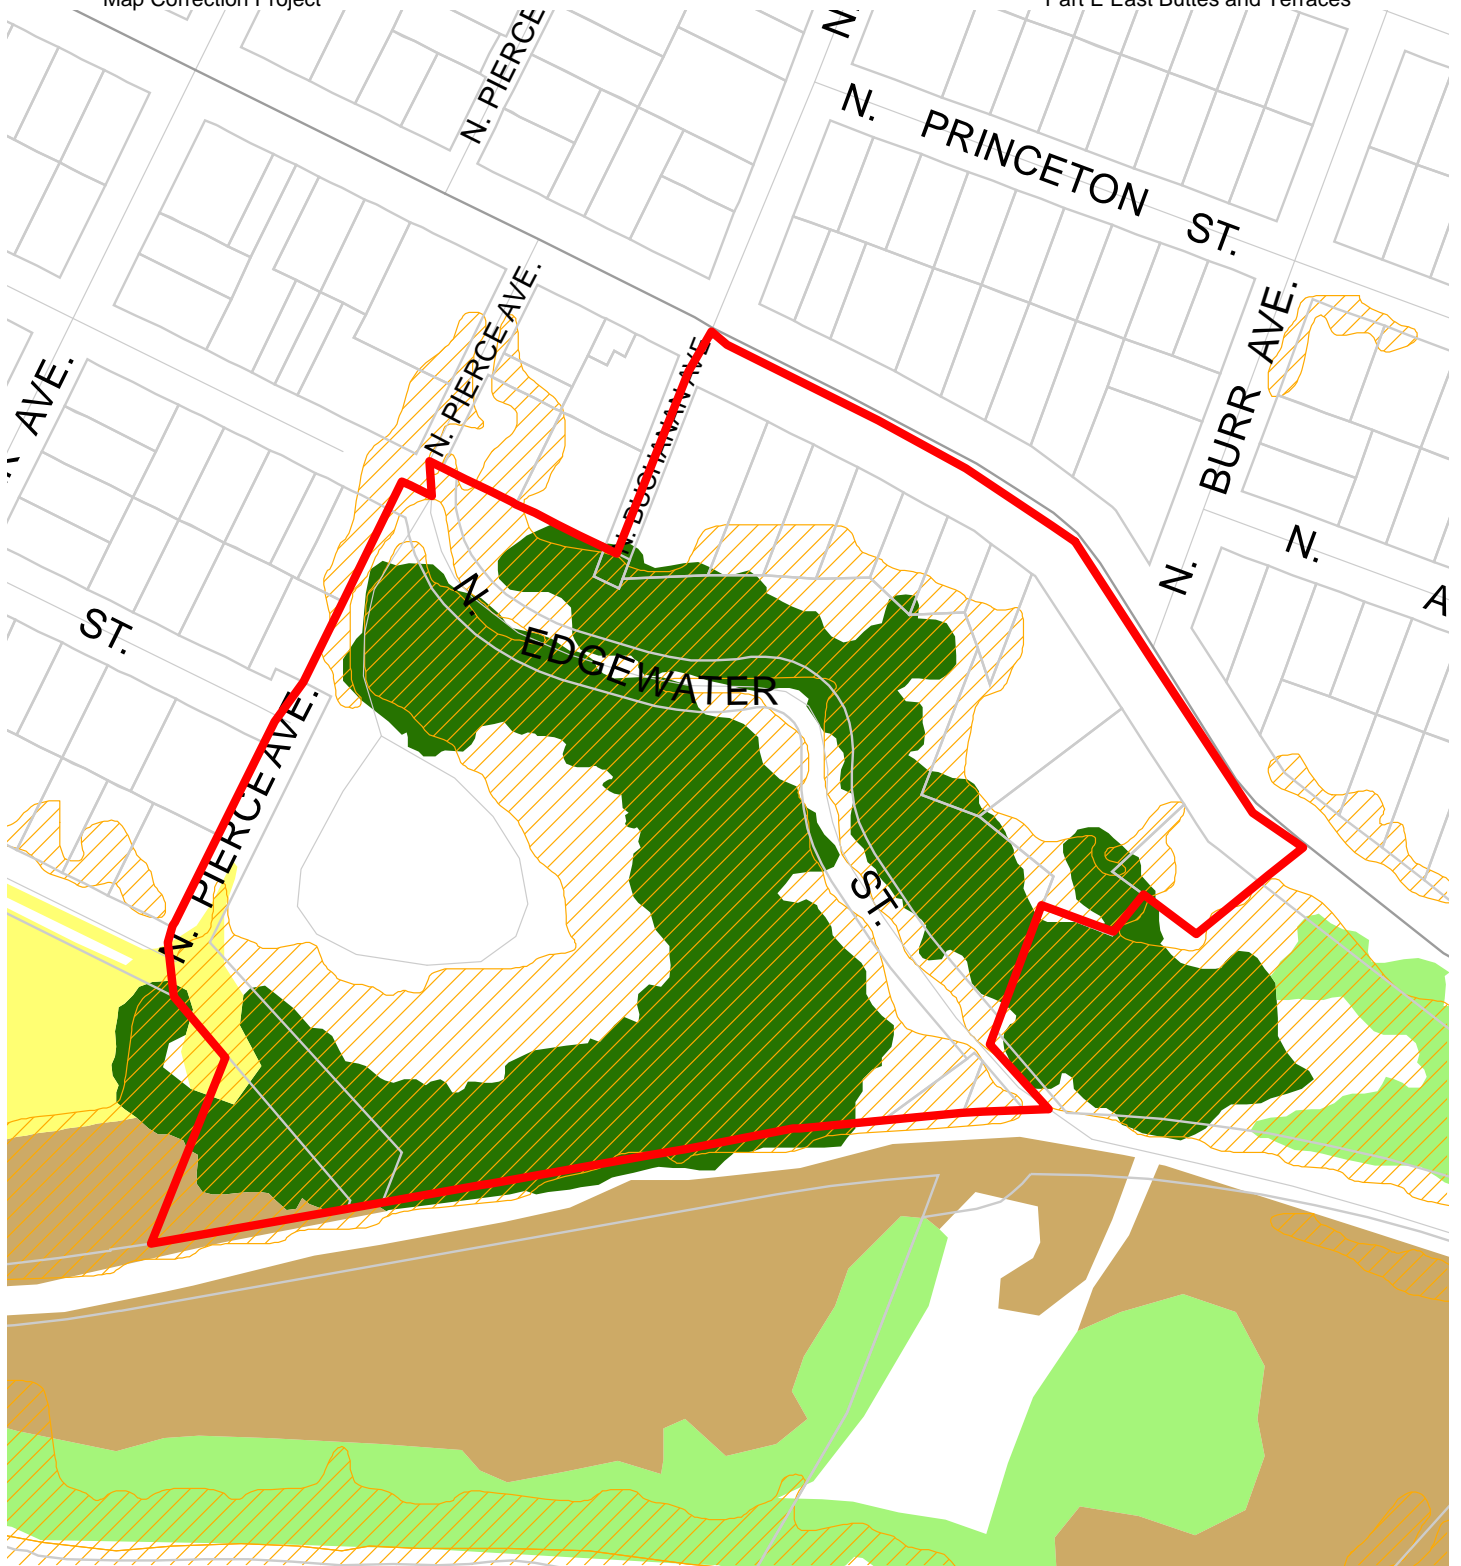 Map Correction Project
Part E East Buttes and Terraces
N. PIERCE
N
N. PRINCETON ST.
N. PIERCE AVE.
N. BURR AVE.
AVE.
N. BUCHANAN AVE
N. A
N. EDGEWATER ST.
ST.
N. PIERCE AVE.